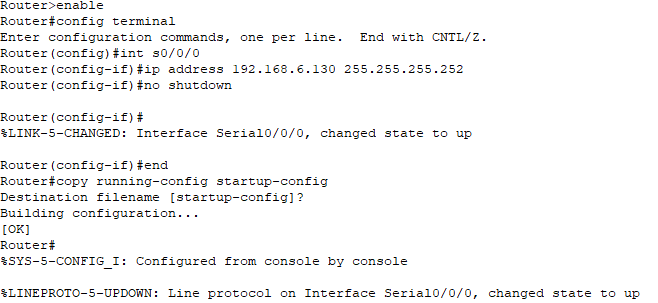 Router>enable
Router#config terminal
Enter configuration commands, one per line.  End with CNTL/Z.
Router(config)#int s0/0/0
Router(config-if)#ip address 192.168.6.130 255.255.255.252
Router(config-if)#no shutdown
Router(config-if)#
%LINK-5-CHANGED: Interface Serial0/0/0, changed state to up
Router(config-if)#end
Router#copy running-config startup-config
Destination filename [startup-config]?
Building configuration...
[OK]
Router#
%SYS-5-CONFIG_I: Configured from console by console
%LINEPROTO-5-UPDOWN: Line protocol on Interface Serial0/0/0, changed state to up